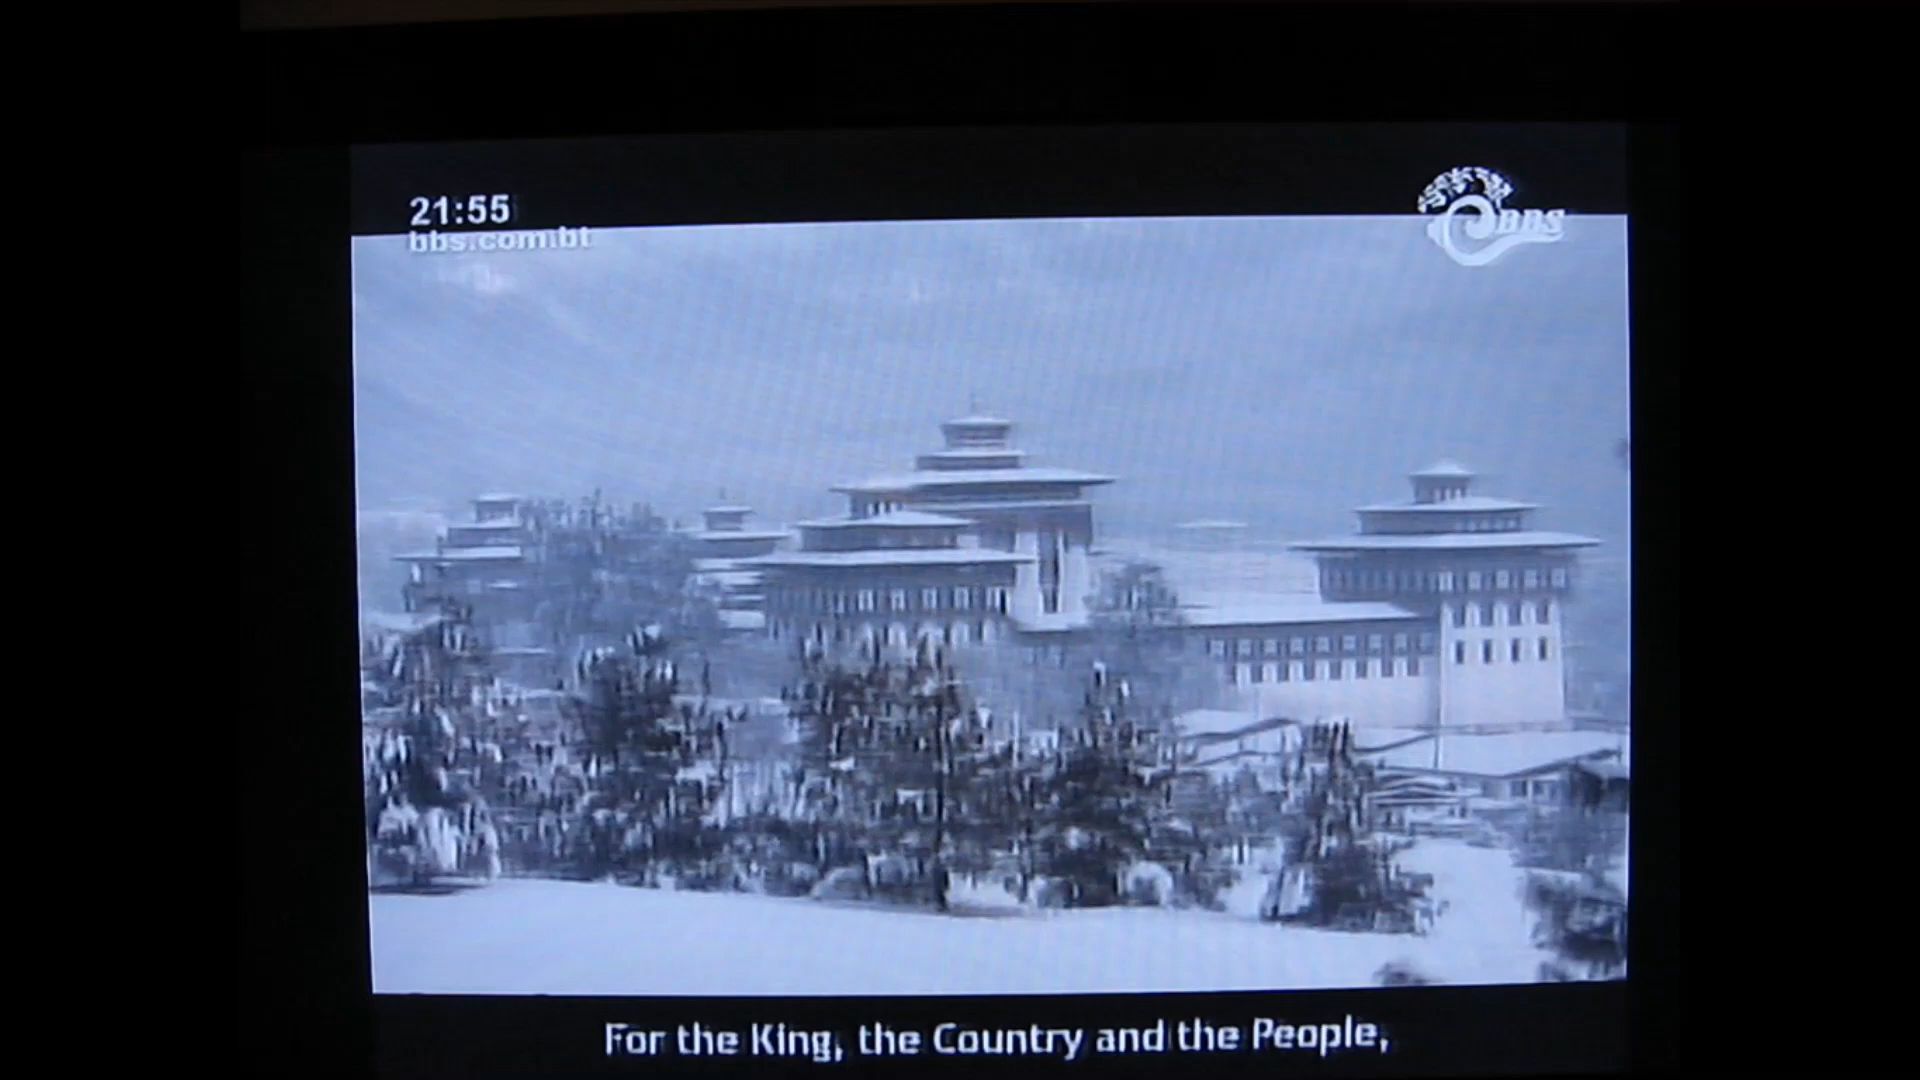 21:55
bbs.com.bt
BBS
For the King, the Country and the People,